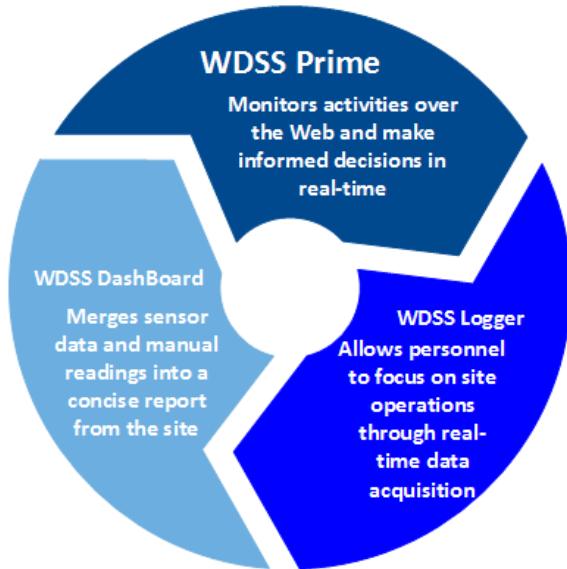 WDSS Prime
Monitors activities over
the Web and make
informed decisions in
real-time
WDSS DashBoard
Merges sensor
data and manual
readings into a
concise report
from the site
WDSS Logger
Allows personnel
to focus on site
operations
through real-
time data
acquisition